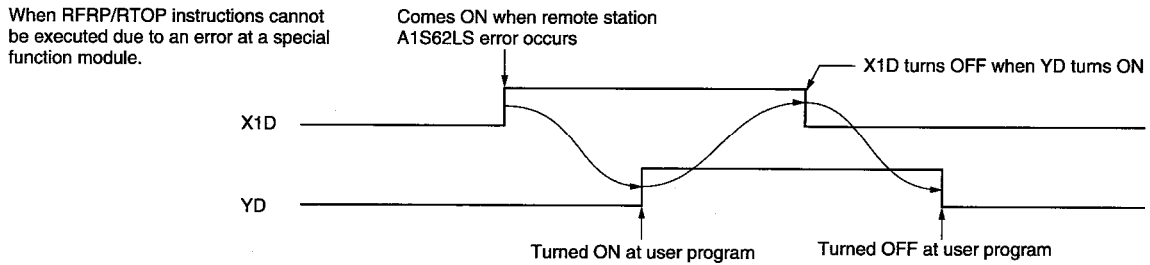 When RFRP/RTOP instructions cannot
be executed due to an error at a special
function module.
Comes ON when remote station
A1S62LS error occurs
X1D turns OFF when YD turns ON
X1D
YD
Turned ON at user program
Turned OFF at user program